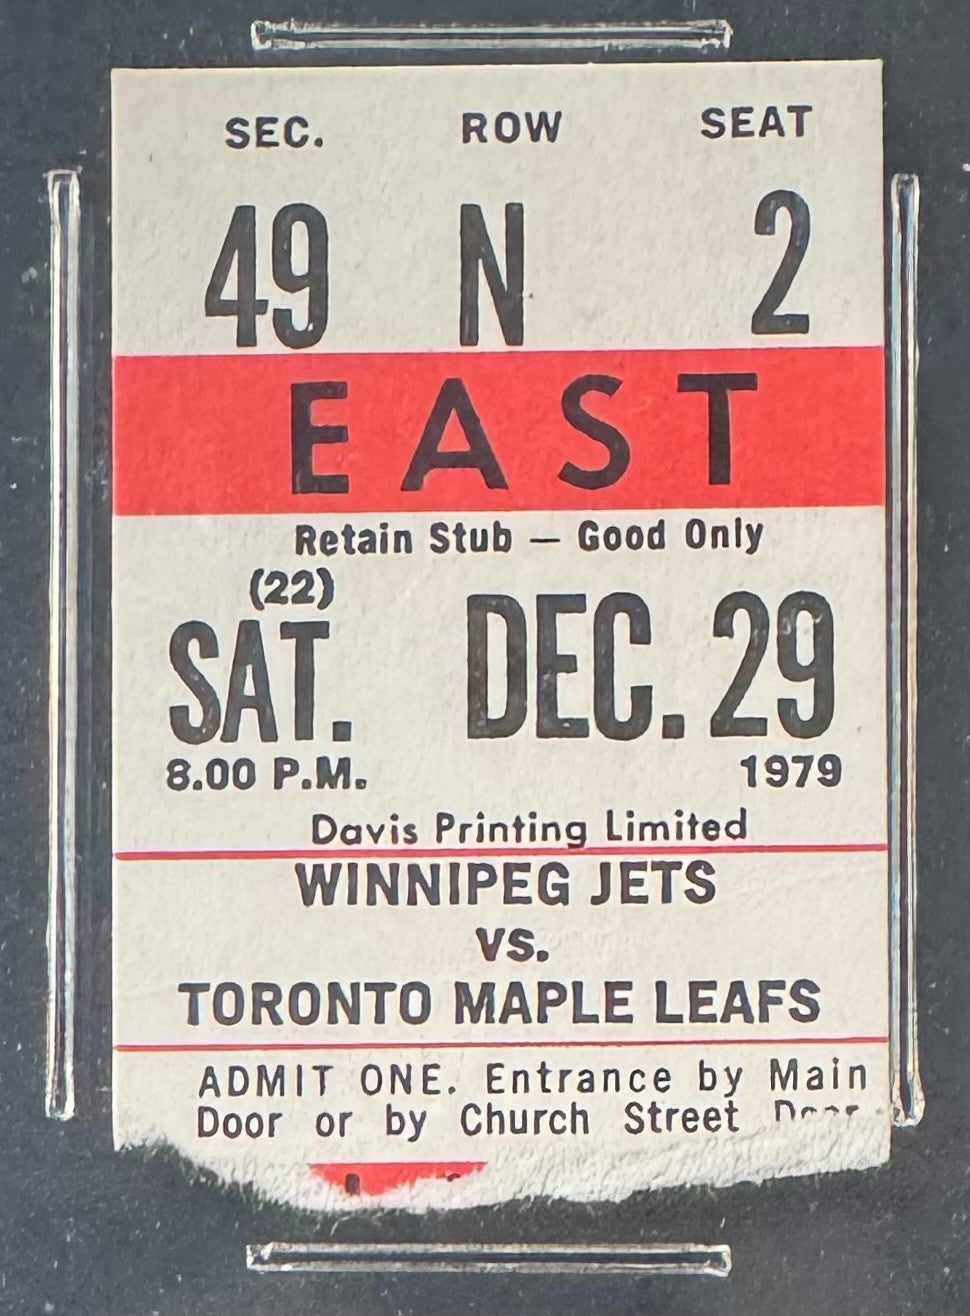 SEC. ROW SEAT
49 N 2
EAST
Retain Stub — Good Only
(22)
SAT. DEC. 29
8.00 P.M. 1979
Davis Printing Limited
WINNIPEG JETS
vs.
TORONTO MAPLE LEAFS
ADMIT ONE. Entrance by Main
Door or by Church Street